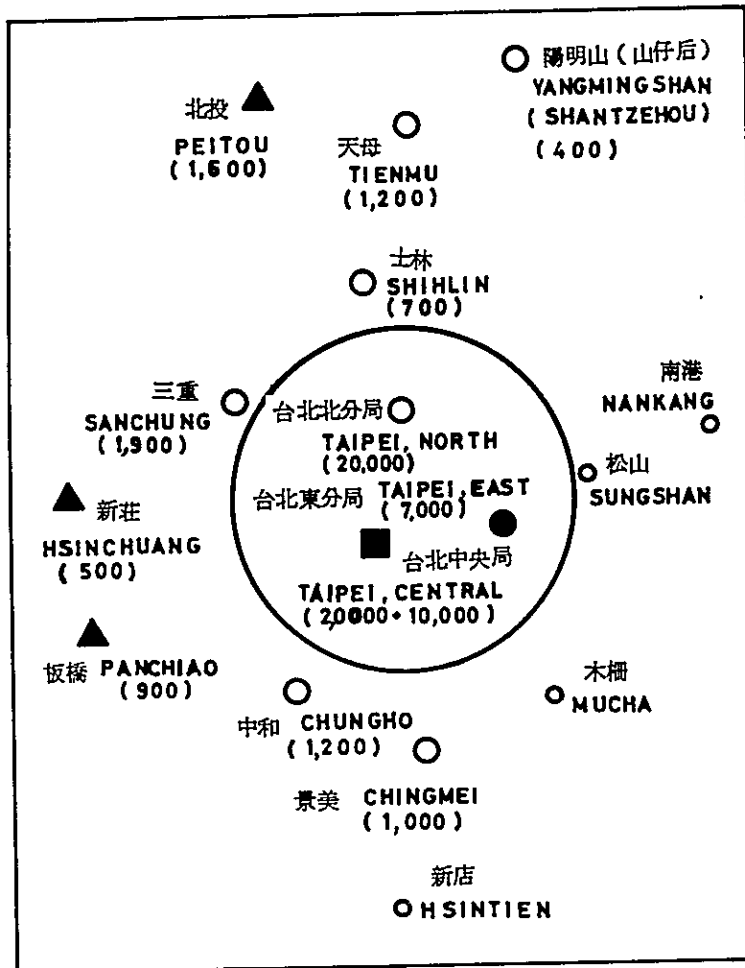 陽明山(山仔后)
YANGMINGSHAN
(SHANTZEHOU)
(400)
北投
PEITOU
(1,600)
天母
TIENMU
(1,200)
士林
SHIHLIN
(700)
三重
SANCHUNG
(1,900)
台北北分局
TAIPEI, NORTH
(20,000)
南港
NANKANG
松山
SUNGSHAN
台北東分局 TAIPEI, EAST
(7,000)
新荘
HSINCHUANG
(500)
台北中央局
TAIPEI, CENTRAL
(20,000+10,000)
板橋 PANCHIAO
(900)
中和 CHUNGHO
(1,200)
木柵
MUCHA
景美 CHINGMEI
(1,000)
新店
HSINTIEN